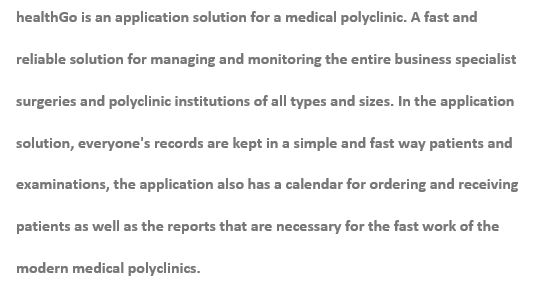 healthGo is an application solution for a medical polyclinic. A fast and
reliable solution for managing and monitoring the entire business specialist
surgeries and polyclinic institutions of all types and sizes. In the application
solution, everyone's records are kept in a simple and fast way patients and
examinations, the application also has a calendar for ordering and receiving
patients as well as the reports that are necessary for the fast work of the
modern medical polyclinics.